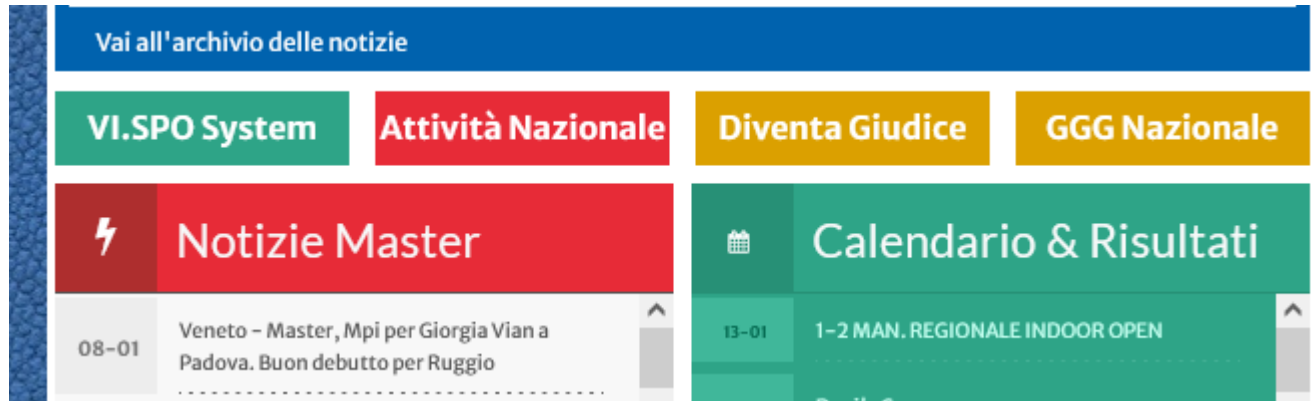 Vai all'archivio delle notizie
VI.SPO System
Attività Nazionale
Diventa Giudice
GGG Nazionale
Notizie Master
08-01
Veneto - Master, Mpi per Giorgia Vian a
Padova. Buon debutto per Ruggio
Calendario & Risultati
13-01
1-2 MAN. REGIONALE INDOOR OPEN